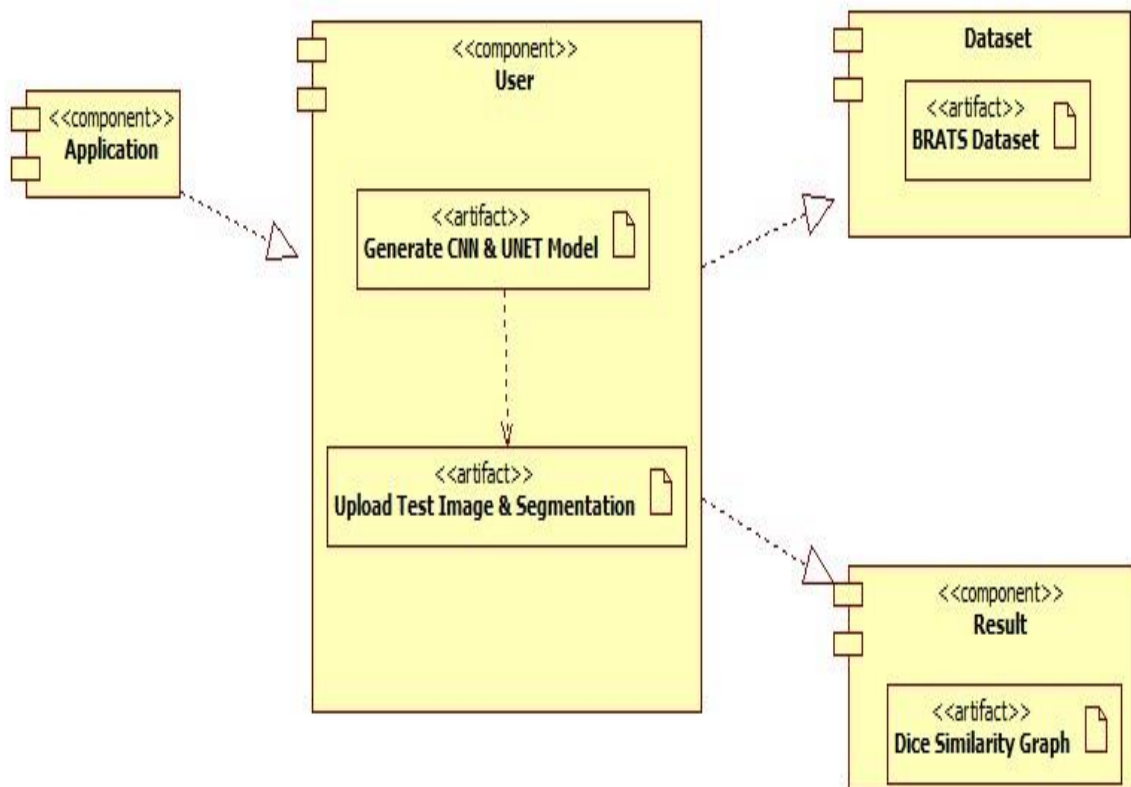 <<component>>
Application
<<component>>
User
<<artifact>>
Generate CNN & UNET Model
<<artifact>>
Upload Test Image & Segmentation
Dataset
<<artifact>>
BRATS Dataset
<<component>>
Result
<<artifact>>
Dice Similarity Graph